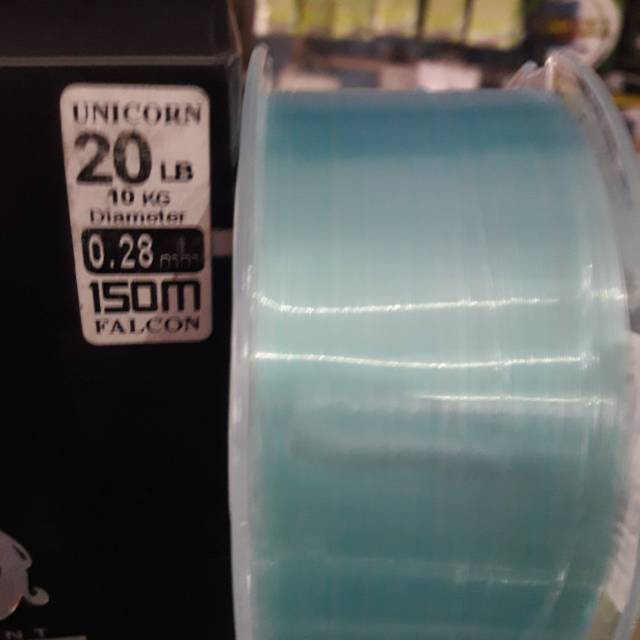 UNICORN
20 LB
10 KG
Diameter
0.28 mm
150m
FALCON